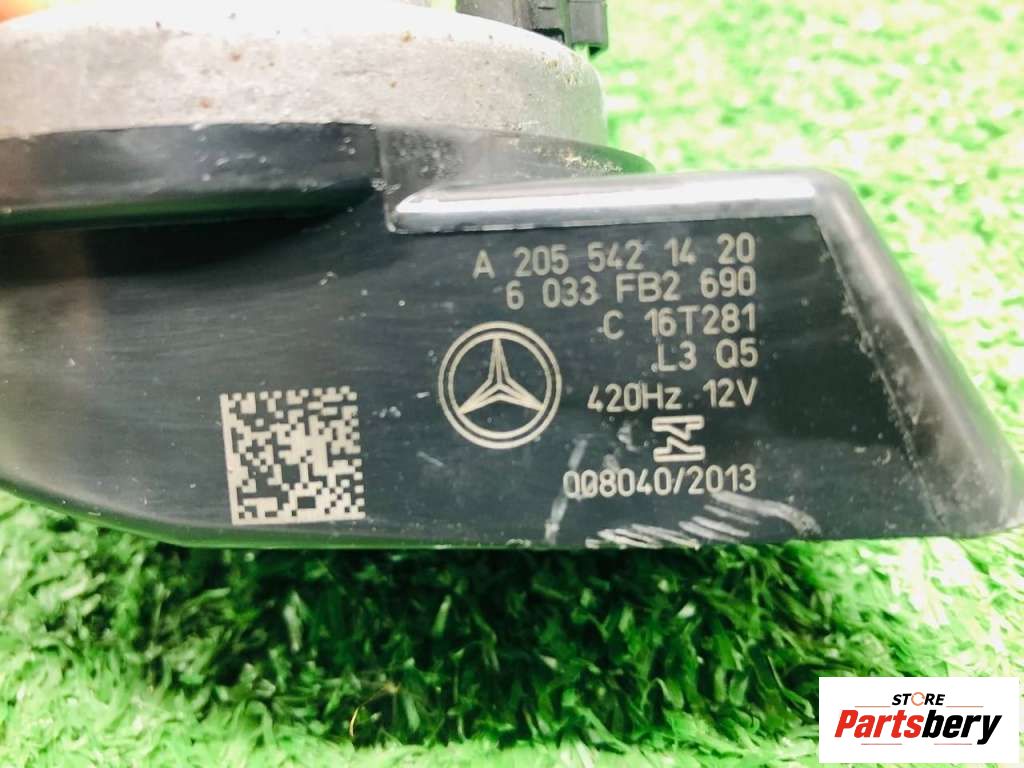 A 205 542 14 20
6 033 FB2 690
C 16T281
L3 Q5
420Hz 12V
008040/2013
STORE
Partsbery